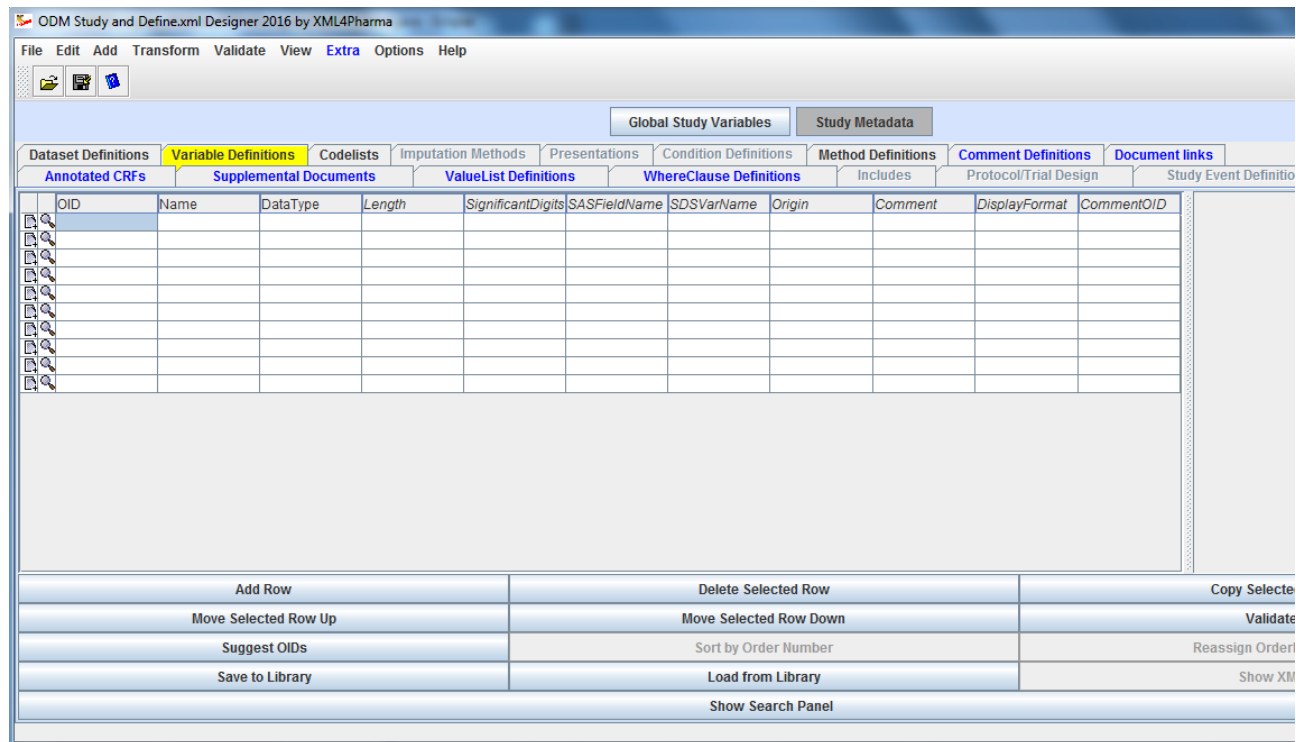 ODM Study and Define.xml Designer 2016 by XML4Pharma
File Edit Add Transform Validate View Extra Options Help
Global Study Variables Study Metadata
Dataset Definitions Variable Definitions Codelists Imputation Methods Presentations Condition Definitions Method Definitions Comment Definitions Document links
Annotated CRFs Supplemental Documents ValueList Definitions WhereClause Definitions Includes Protocol/Trial Design Study Event Definitio
OID Name DataType Length SignificantDigits SASFieldName SDSVarName Origin Comment DisplayFormat CommentOID
Add Row Delete Selected Row Copy Selecte
Move Selected Row Up Move Selected Row Down Validate
Suggest OIDs Sort by Order Number Reassign Order
Save to Library Load from Library Show XM
Show Search Panel